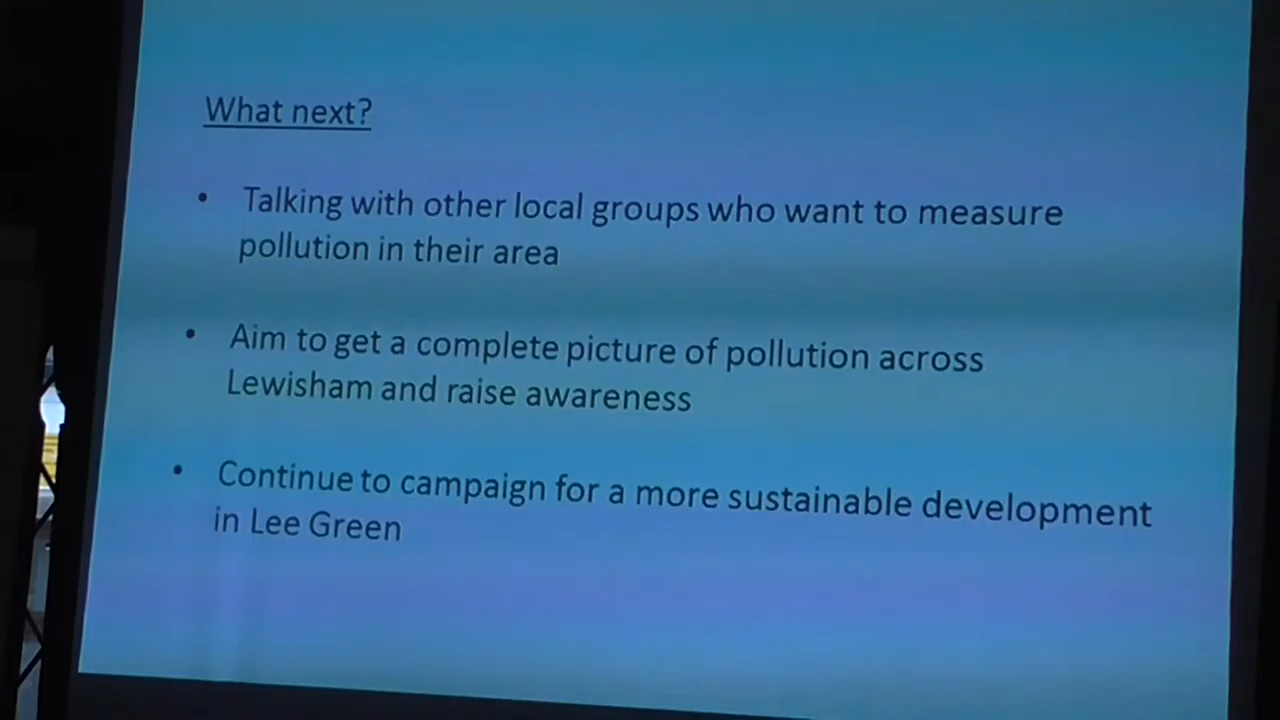 What next?
• Talking with other local groups who want to measure
pollution in their area
• Aim to get a complete picture of pollution across
Lewisham and raise awareness
• Continue to campaign for a more sustainable development
in Lee Green